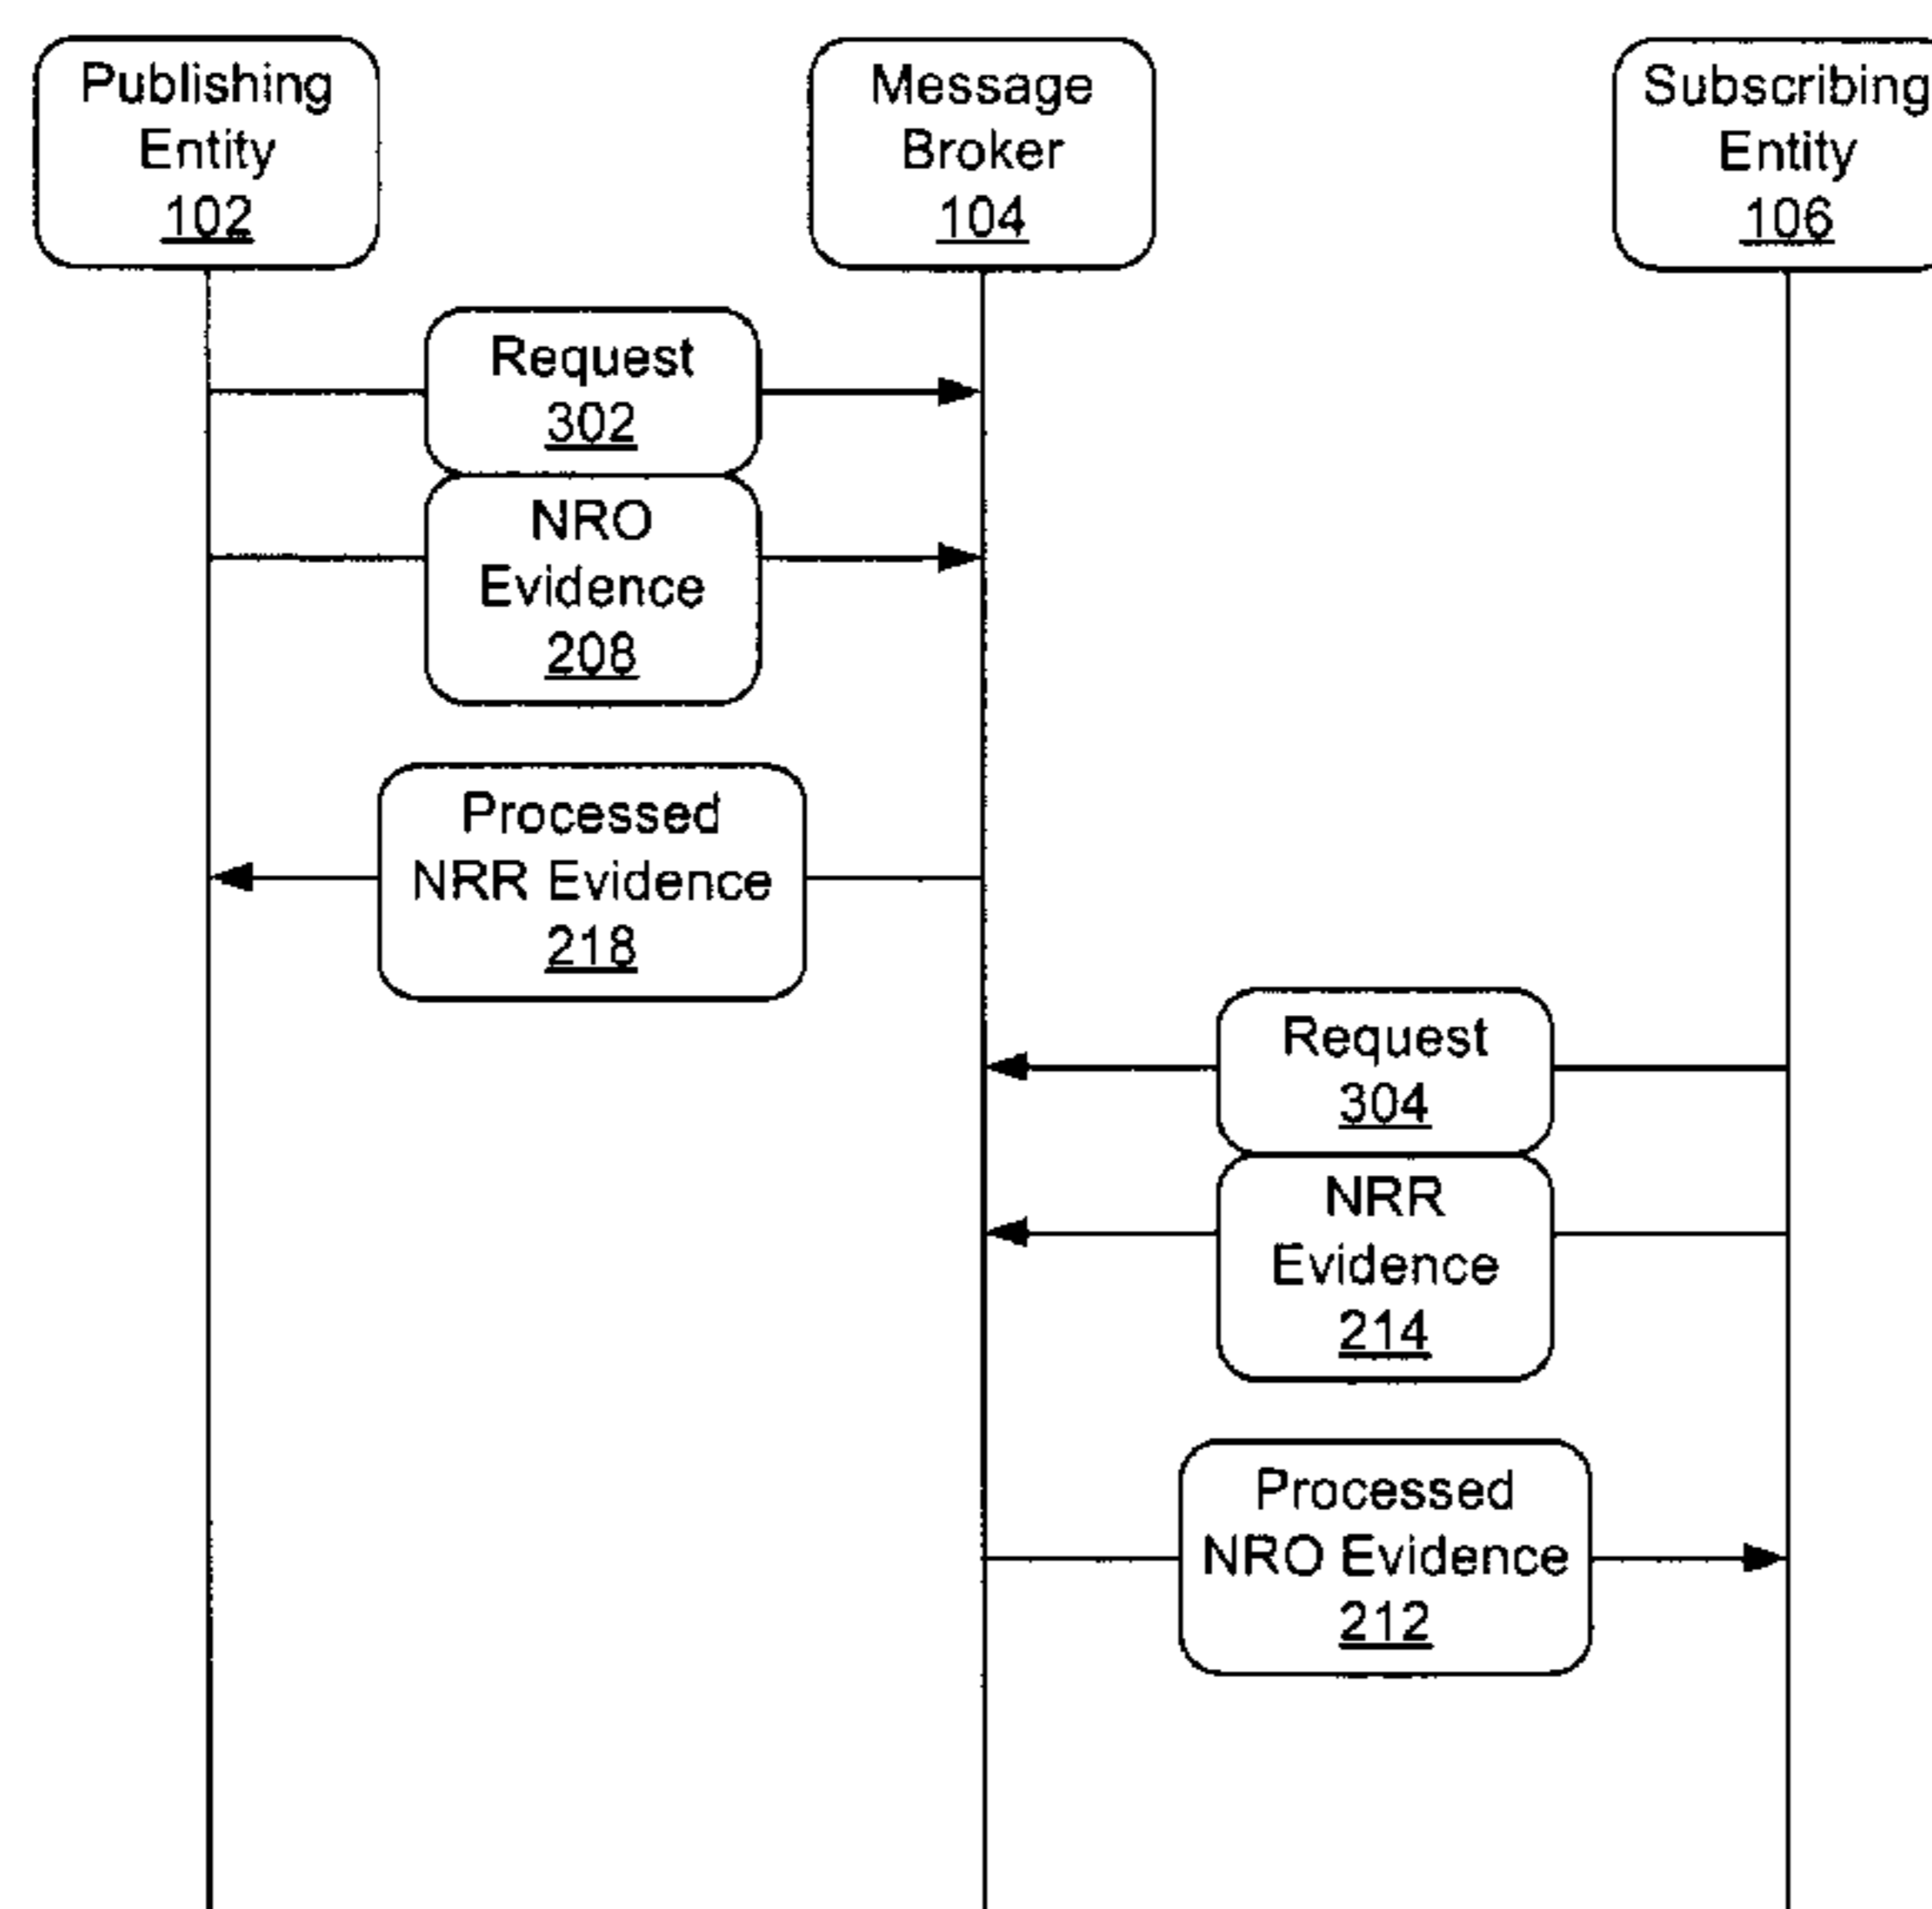 Publishing
Entity
102
Message
Broker
104
Subscribing
Entity
106
Request
302
NRO
Evidence
208
Processed
NRR Evidence
218
Request
304
NRR
Evidence
214
Processed
NRO Evidence
212